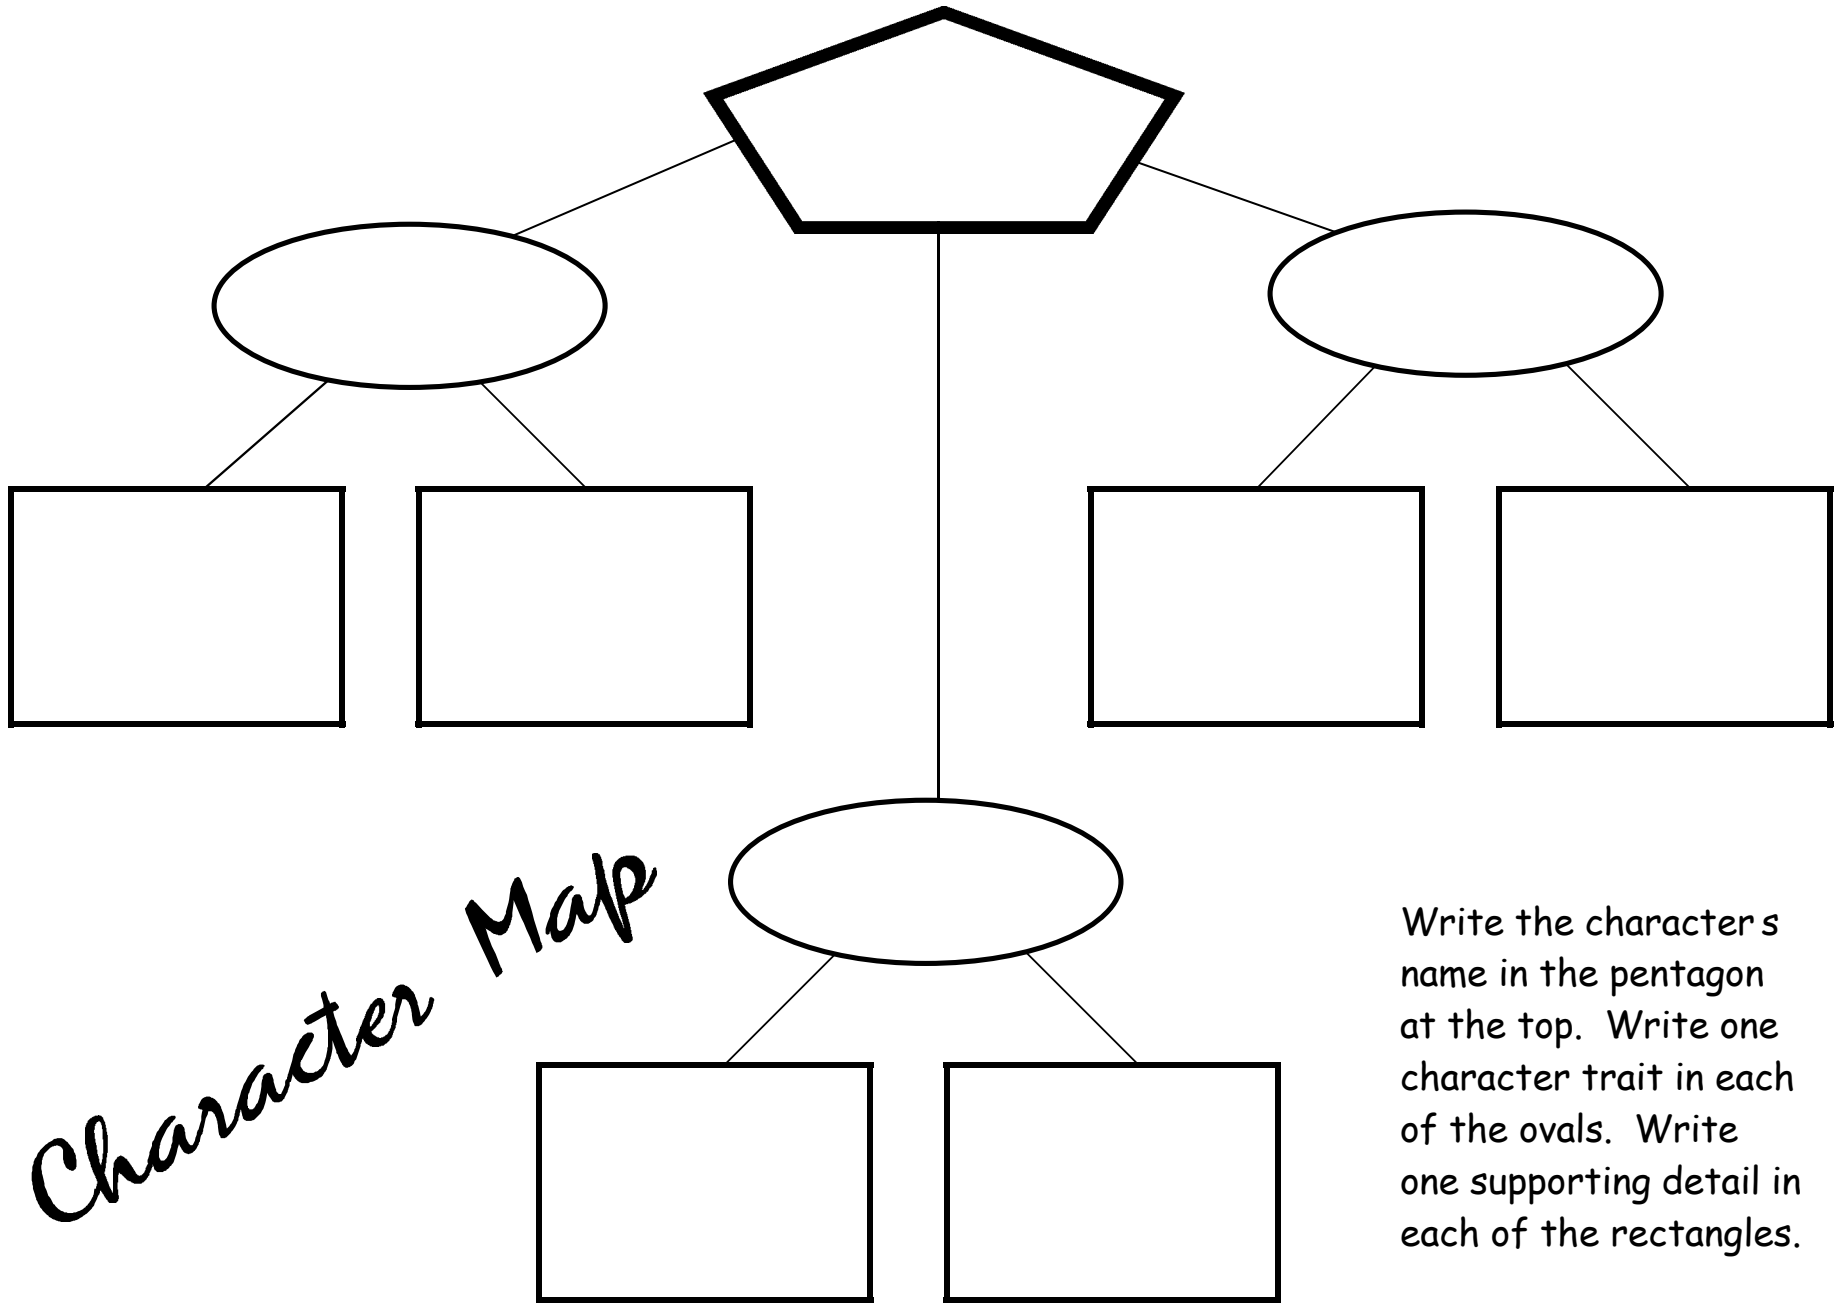 Character Map
Write the character s
name in the pentagon
at the top. Write one
character trait in each
of the ovals. Write
one supporting detail in
each of the rectangles.